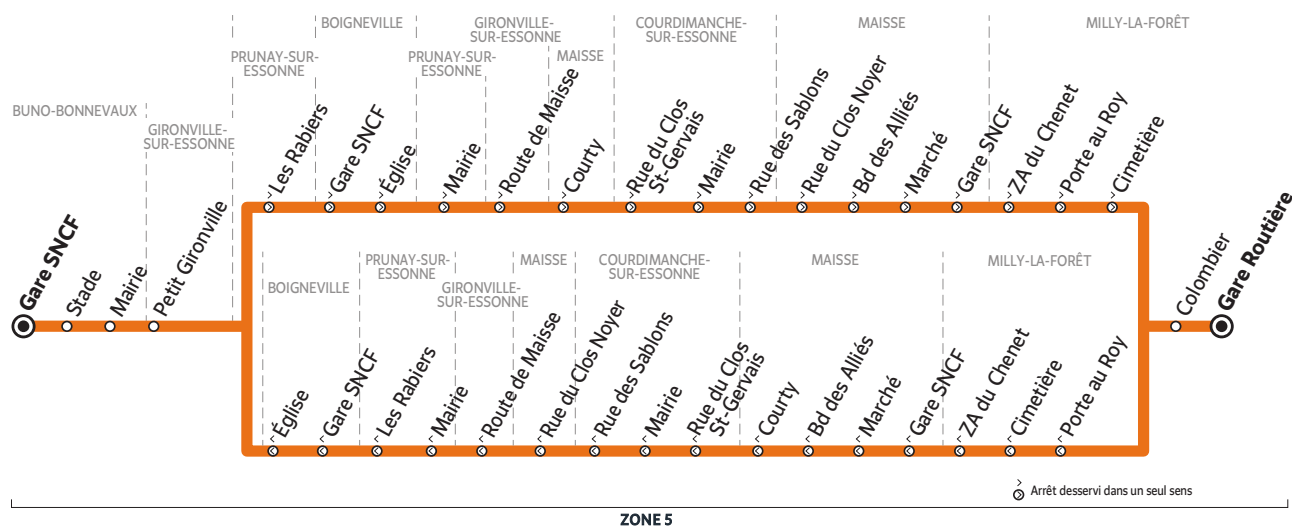 BUNO-BONNEVAUX
GIRONVILLE-
SUR-ESSONNE
PRUNAY-SUR-
ESSONNE
BOIGNEVILLE
PRUNAY-SUR-
ESSONNE
GIRONVILLE-
SUR-ESSONNE
MAISSE
COURDIMANCHE-
SUR-ESSONNE
MAISSE
MILLY-LA-FORÊT
Gare SNCF
Stade
Mairie
Petit Gironville
Les Rabiers
Gare SNCF
Église
Mairie
Route de Maisse
Courty
Rue du Clos
St-Gervais
Mairie
Rue des Sablons
Rue du Clos Noyer
Bd des Alliés
Marché
Gare SNCF
ZA du Chenet
Porte au Roy
Cimetière
Colombier
Gare Routière
BOIGNEVILLE
PRUNAY-SUR-
ESSONNE
GIRONVILLE-
SUR-ESSONNE
MAISSE
COURDIMANCHE-
SUR-ESSONNE
MAISSE
MILLY-LA-FORÊT
Église
Gare SNCF
Les Rabiers
Mairie
Route de Maisse
Rue du Clos Noyer
Rue des Sablons
Mairie
Rue du Clos
St-Gervais
Courty
Bd des Alliés
Marché
Gare SNCF
ZA du Chenet
Cimetière
Porte au Roy
Arrêt desservi dans un seul sens
ZONE 5